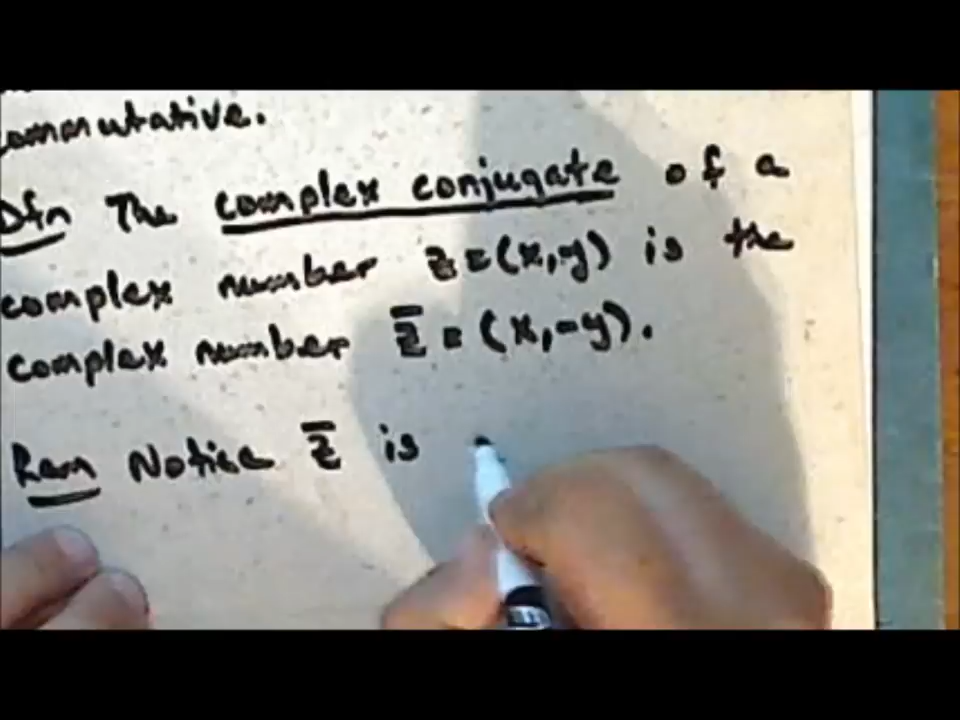 commutative.
Dfn The complex conjugate of a
complex number z=(x,y) is the
complex number z̅ = (x,-y).
Rem Notice z̅ is